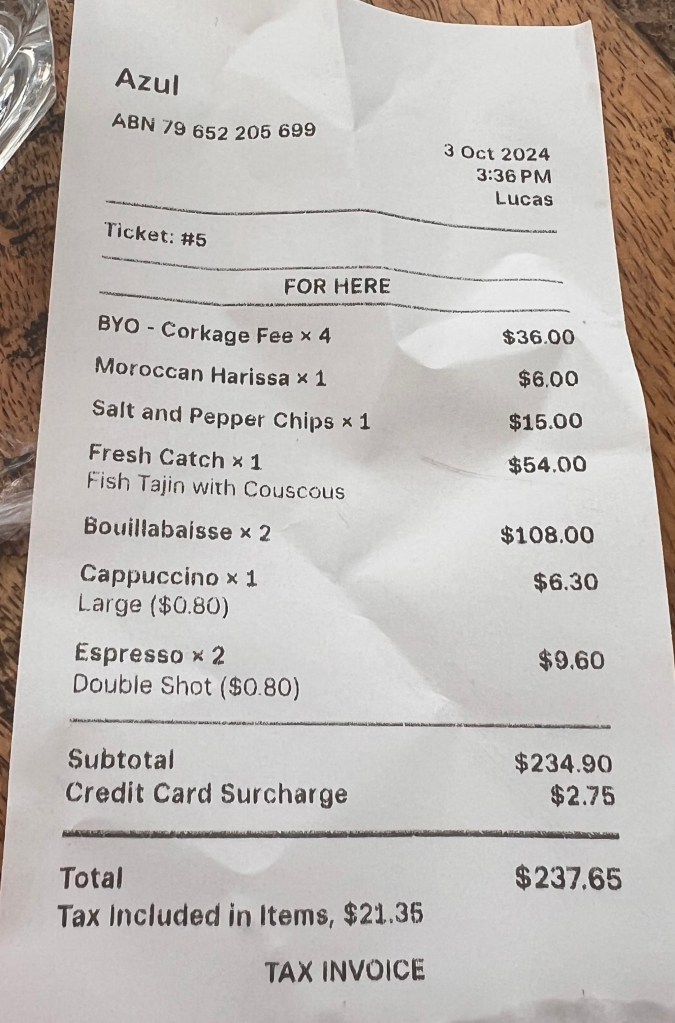 Azul
ABN 79 652 205 699
3 Oct 2024
3:36 PM
Lucas
Ticket: #5
FOR HERE
BYO - Corkage Fee × 4 $36.00
Moroccan Harissa × 1 $6.00
Salt and Pepper Chips × 1 $15.00
Fresh Catch × 1 $54.00
Fish Tajin with Couscous
Bouillabaisse × 2 $108.00
Cappuccino × 1 $6.30
Large ($0.80)
Espresso × 2 $9.60
Double Shot ($0.80)
Subtotal $234.90
Credit Card Surcharge $2.75
Total $237.65
Tax Included in Items, $21.35
TAX INVOICE